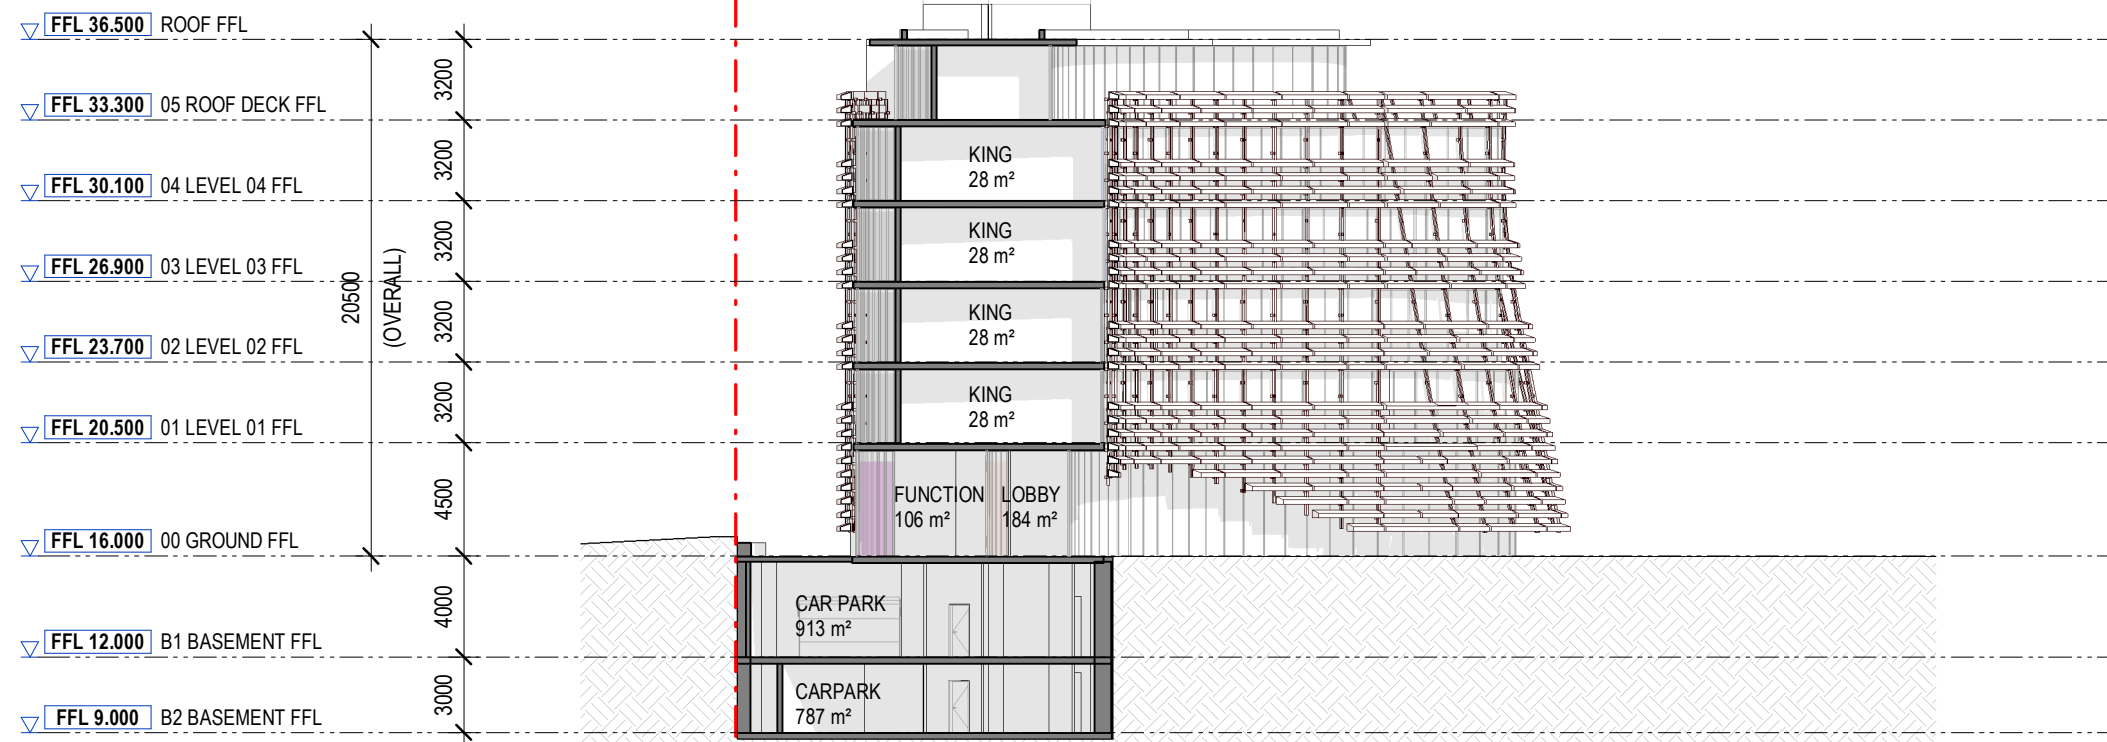 FFL 36.500 ROOF FFL
3200
FFL 33.300 05 ROOF DECK FFL
3200
KING
28 m²
FFL 30.100 04 LEVEL 04 FFL
3200
KING
28 m²
FFL 26.900 03 LEVEL 03 FFL
20500
(OVERALL)
3200
KING
28 m²
FFL 23.700 02 LEVEL 02 FFL
3200
KING
28 m²
FFL 20.500 01 LEVEL 01 FFL
4500
FUNCTION
106 m²
LOBBY
184 m²
FFL 16.000 00 GROUND FFL
4000
CAR PARK
913 m²
FFL 12.000 B1 BASEMENT FFL
3000
CARPARK
787 m²
FFL 9.000 B2 BASEMENT FFL